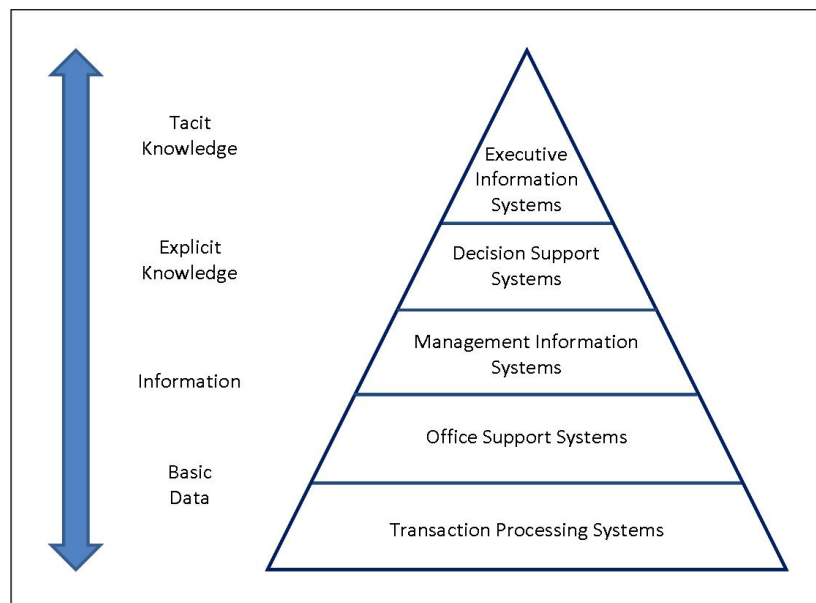 Tacit
Knowledge
Explicit
Knowledge
Information
Basic
Data
Executive
Information
Systems
Decision Support
Systems
Management Information
Systems
Office Support Systems
Transaction Processing Systems